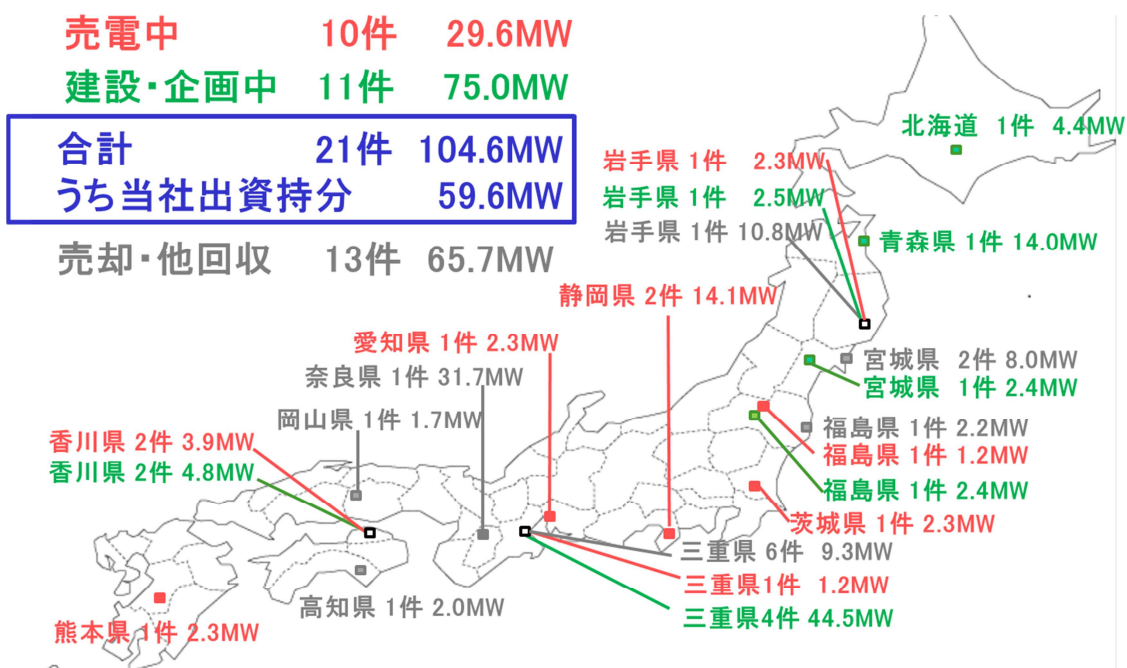 売電中 10件 29.6MW
建設・企画中 11件 75.0MW
合計 21件 104.6MW
うち当社出資持分 59.6MW
売却・他回収 13件 65.7MW
北海道 1件 4.4MW
岩手県 1件 2.3MW
岩手県 1件 2.5MW
岩手県 1件 10.8MW
青森県 1件 14.0MW
静岡県 2件 14.1MW
愛知県 1件 2.3MW
奈良県 1件 31.7MW
岡山県 1件 1.7MW
香川県 2件 3.9MW
香川県 2件 4.8MW
宮城県 2件 8.0MW
宮城県 1件 2.4MW
福島県 1件 2.2MW
福島県 1件 1.2MW
福島県 1件 2.4MW
茨城県 1件 2.3MW
三重県 6件 9.3MW
三重県1件 1.2MW
三重県4件 44.5MW
高知県 1件 2.0MW
熊本県 1件 2.3MW